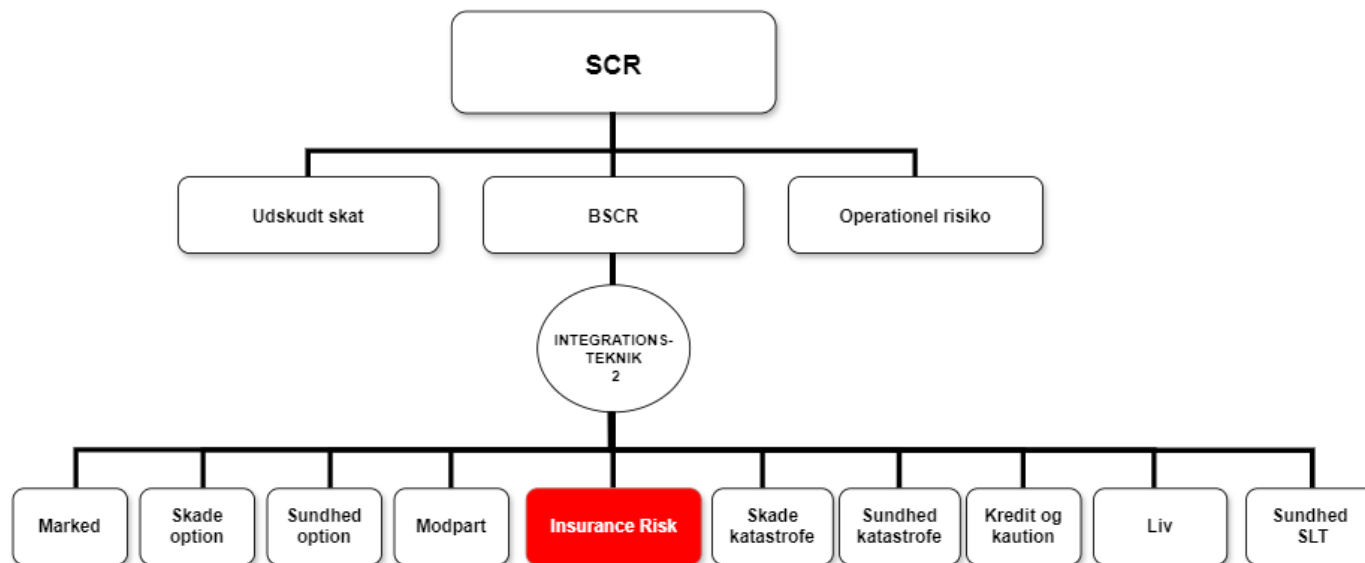 SCR
Udskudt skat
BSCR
Operationel risiko
INTEGRATIONS-
TEKNIK
2
Marked
Skade
option
Sundhed
option
Modpart
Insurance Risk
Skade
katastrofe
Sundhed
katastrofe
Kredit og
kaution
Liv
Sundhed
SLT